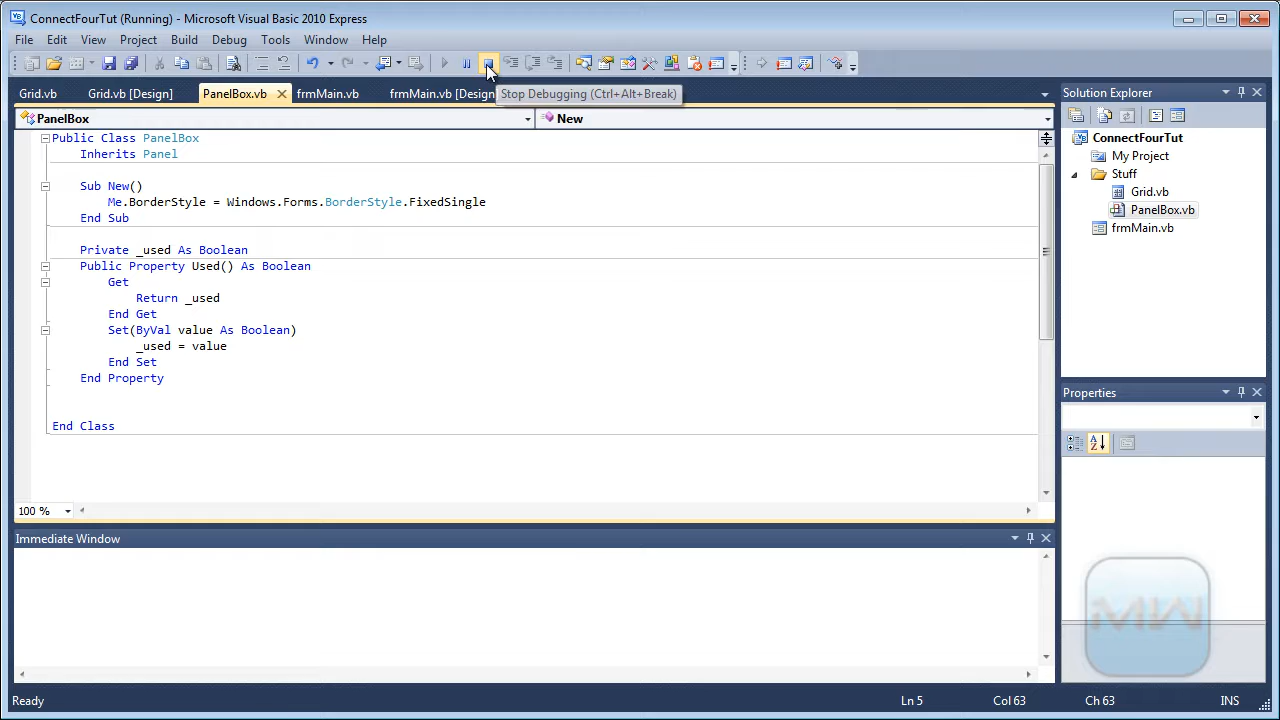 ConnectFourTut (Running) - Microsoft Visual Basic 2010 Express
File Edit View Project Build Debug Tools Window Help
Grid.vb Grid.vb [Design] PanelBox.vb frmMain.vb frmMain.vb [Design
Stop Debugging (Ctrl+Alt+Break)
PanelBox New
Public Class PanelBox
Inherits Panel
Sub New()
Me.BorderStyle = Windows.Forms.BorderStyle.FixedSingle
End Sub
Private _used As Boolean
Public Property Used() As Boolean
Get
Return _used
End Get
Set(ByVal value As Boolean)
_used = value
End Set
End Property
End Class
100 %
Immediate Window
Solution Explorer
ConnectFourTut
My Project
Stuff
Grid.vb
PanelBox.vb
frmMain.vb
Properties
MW
Ready Ln 5 Col 63 Ch 63 INS